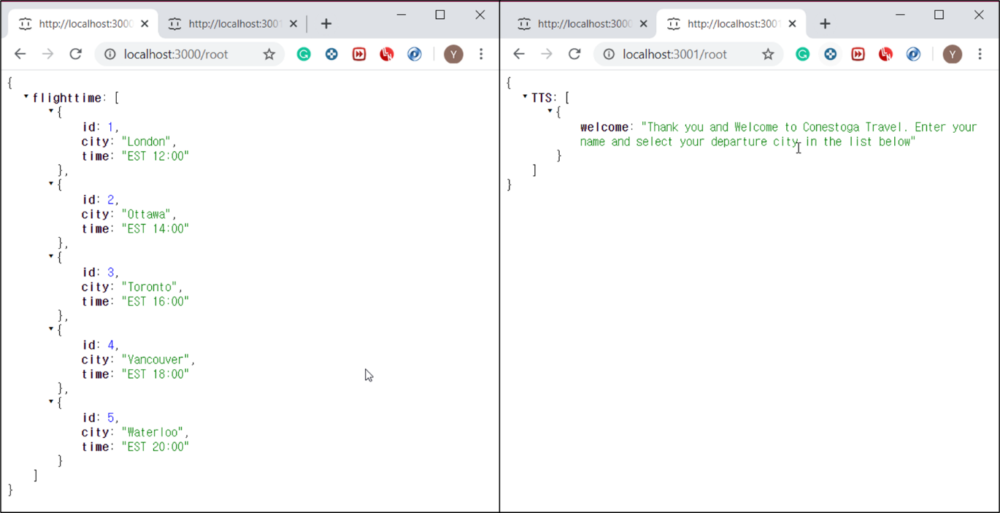 http://localhost:3000
http://localhost:3001
localhost:3000/root
Y
{
flighttime: [
{
id: 1,
city: "London",
time: "EST 12:00"
},
{
id: 2,
city: "Ottawa",
time: "EST 14:00"
},
{
id: 3,
city: "Toronto",
time: "EST 16:00"
},
{
id: 4,
city: "Vancouver",
time: "EST 18:00"
},
{
id: 5,
city: "Waterloo",
time: "EST 20:00"
}
]
}
http://localhost:3000
http://localhost:3001
localhost:3001/root
Y
{
TTS: [
{
welcome: "Thank you and Welcome to Conestoga Travel. Enter your
name and select your departure city in the list below"
}
]
}